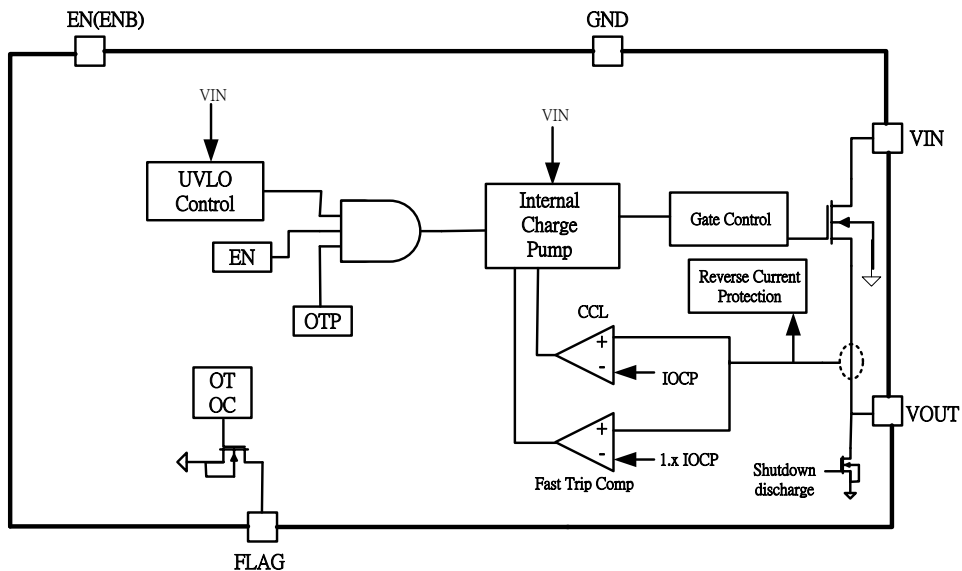 EN(ENB)
GND
VIN
VIN
VIN
UVLO
Control
Internal
Charge
Pump
Gate Control
EN
Reverse Current
Protection
OTP
CCL
+
-
IOCP
OT
OC
VOUT
+
-
1.x IOCP
Shutdown
discharge
Fast Trip Comp
FLAG